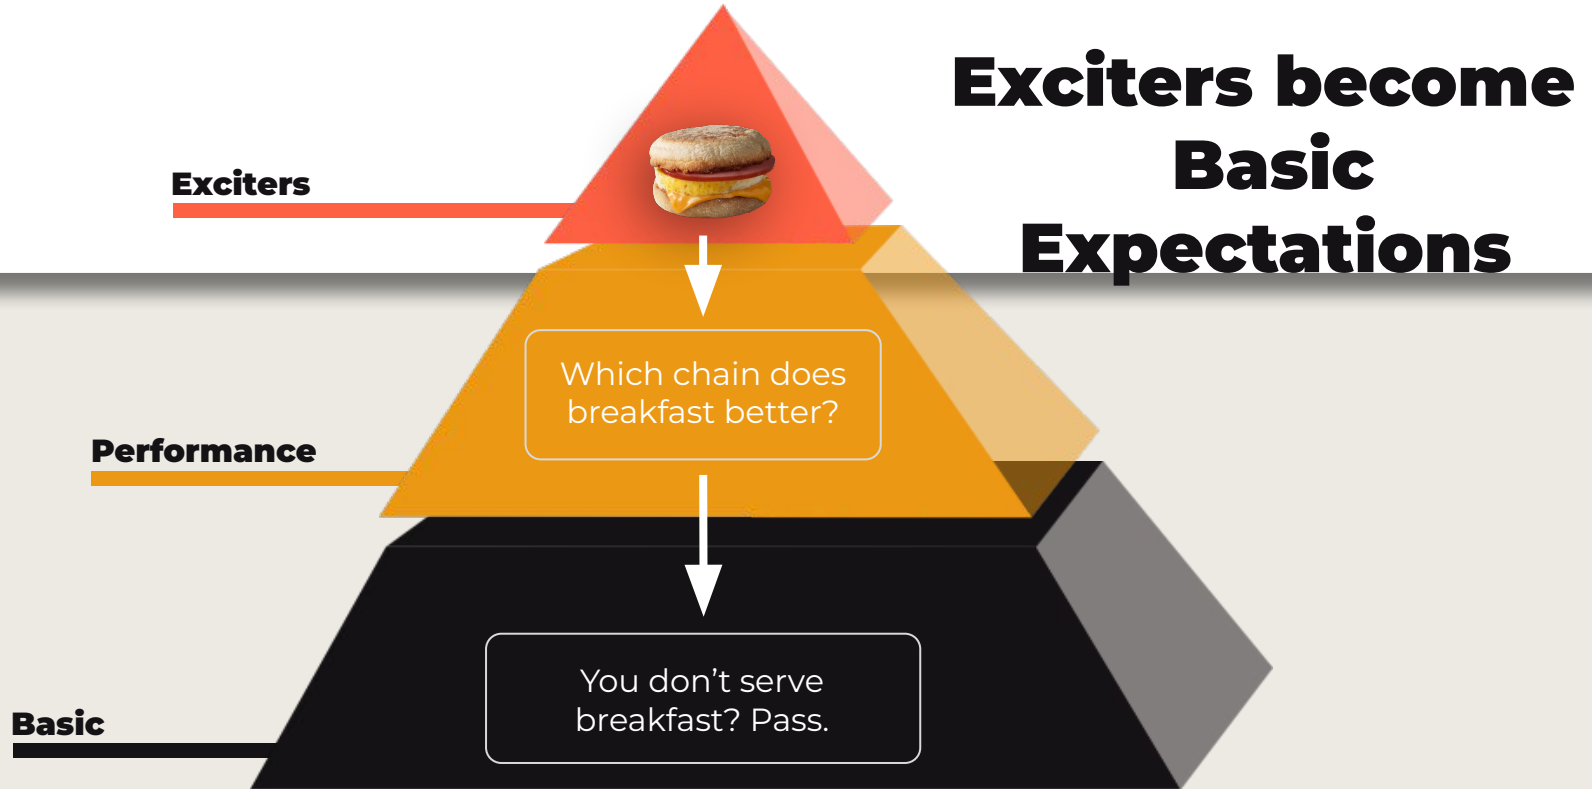 Exciters become
Basic
Expectations
Exciters
Which chain does
breakfast better?
Performance
You don’t serve
breakfast? Pass.
Basic